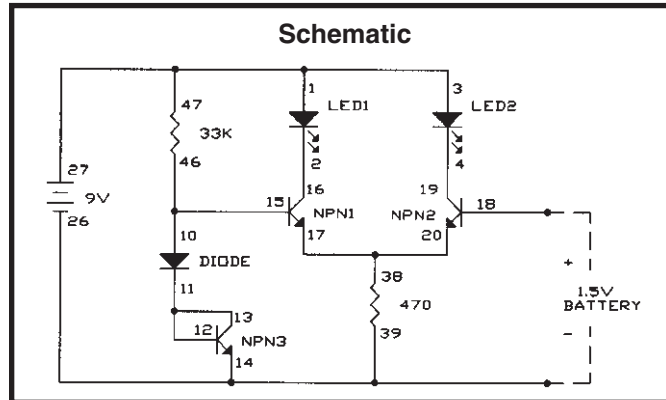 Schematic
1
3
LED1
LED2
47
33K
46
2
4
27
9V
26
16
15
NPN1
17
19
NPN2
18
20
10
DIODE
11
38
470
39
+
1.5V
BATTERY
-
13
12
NPN3
14